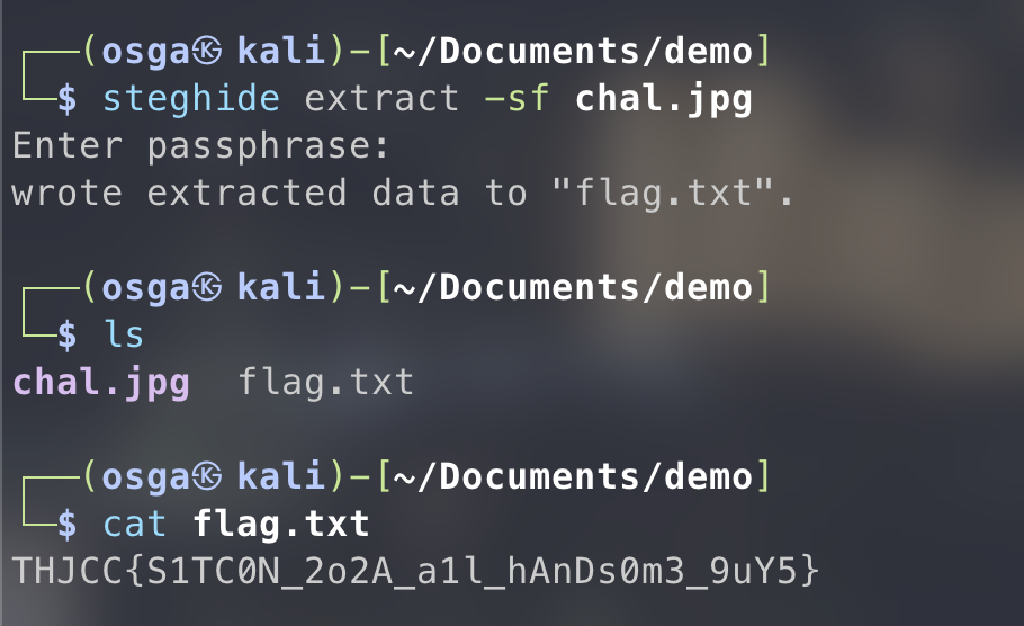 ┌──(osga㉿kali)-[~/Documents/demo]
└─$ steghide extract -sf chal.jpg
Enter passphrase:
wrote extracted data to "flag.txt".
┌──(osga㉿kali)-[~/Documents/demo]
└─$ ls
chal.jpg  flag.txt
┌──(osga㉿kali)-[~/Documents/demo]
└─$ cat flag.txt
THJCC{S1TC0N_2o2A_a1l_hAnDs0m3_9uY5}